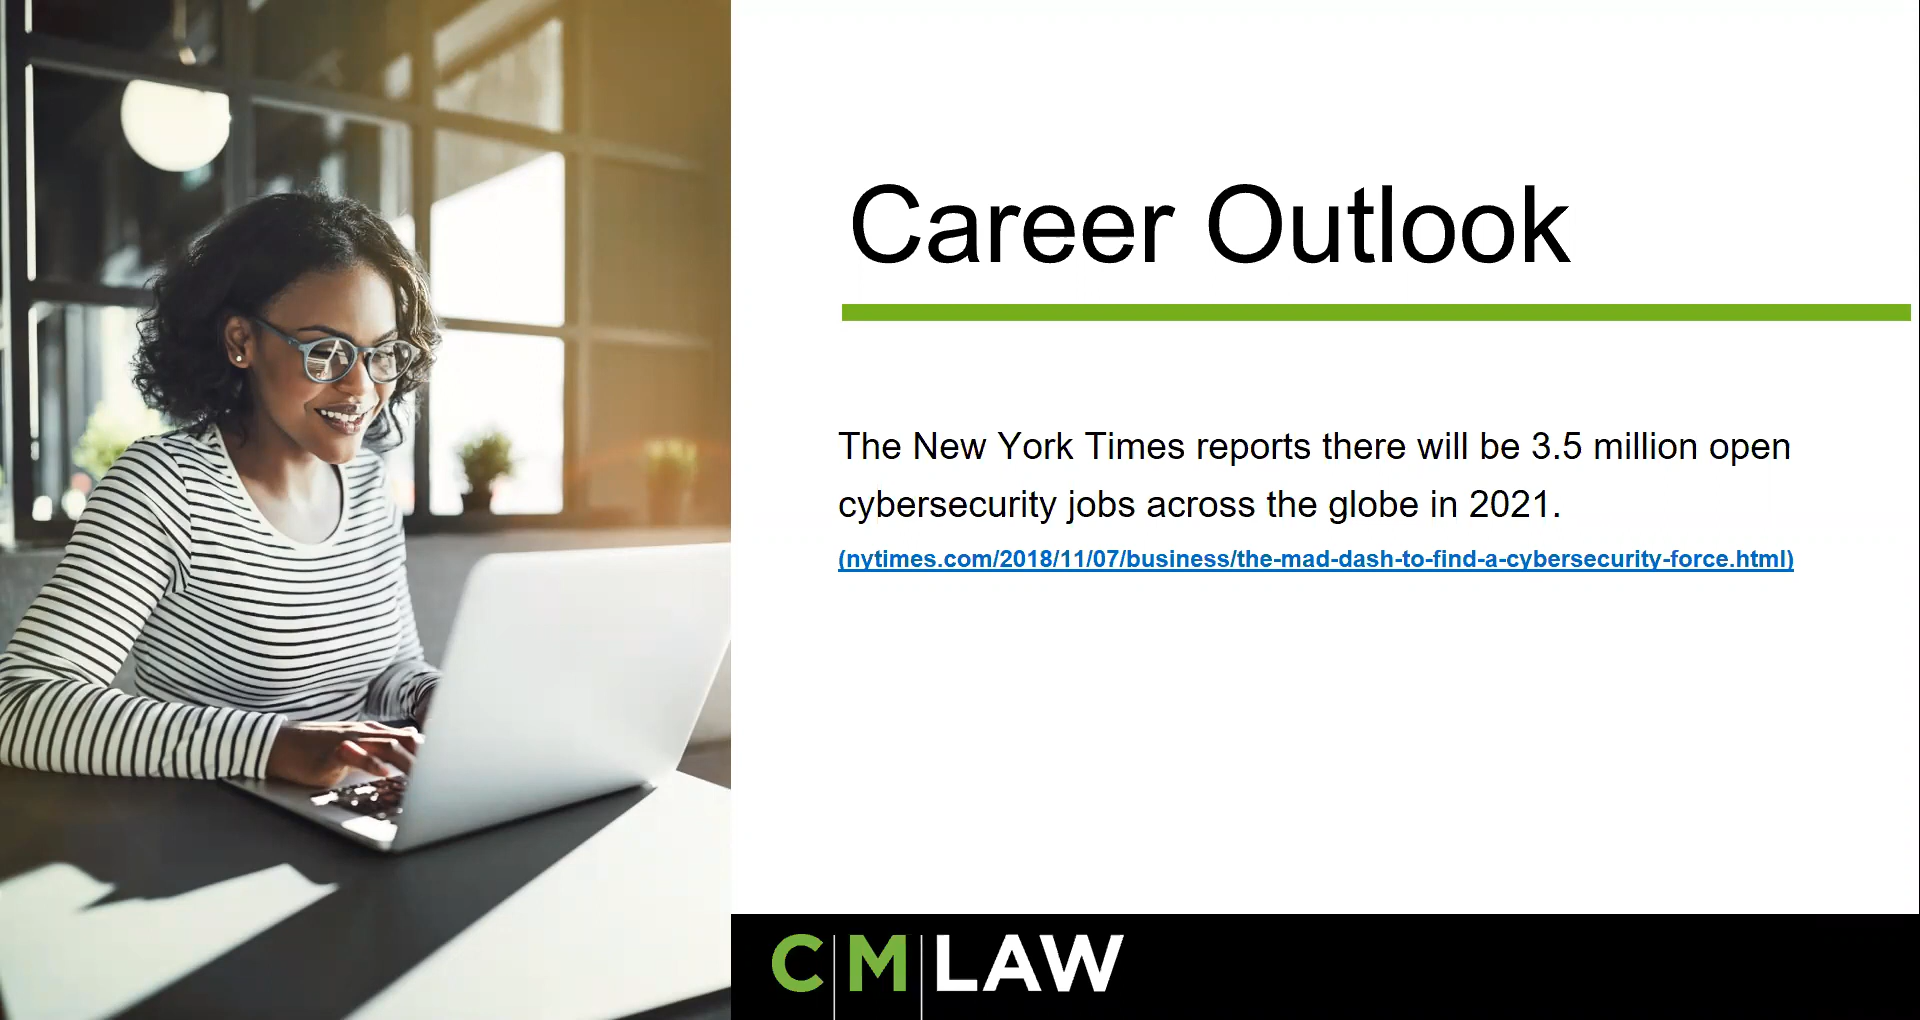 Career Outlook
The New York Times reports there will be 3.5 million open
cybersecurity jobs across the globe in 2021.
(nytimes.com/2018/11/07/business/the-mad-dash-to-find-a-cybersecurity-force.html)
C|M|LAW